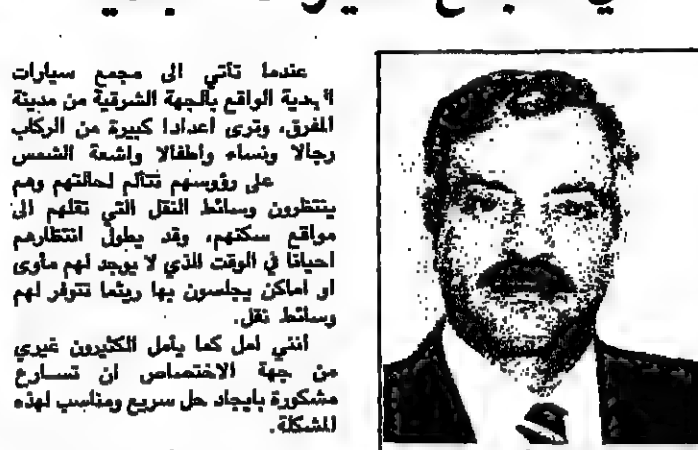 عندما تأتي الى مجمع سيارات
البادية الواقع بالجهة الشرقية من مدينة
المفرق، وترى اعدادا كبيرة من الركاب
رجالا ونساء وأطفالا واشعة الشمس
على رؤوسهم تتألم لحالتهم وهم
ينتظرون وسائط النقل التي تقلهم الى
مواقع سكنهم، وقد يطول انتظارهم
احيانا في الوقت الذي لا يوجد لهم مأوى
او اماكن يجلسون بها ريثما تتوفر لهم
وسائط نقل.
أنني امل كما يأمل الكثيرون غيري
من جهة الاختصاص ان تسارع
مشكورة بايجاد حل سريع ومناسب لهذه
المشكلة.